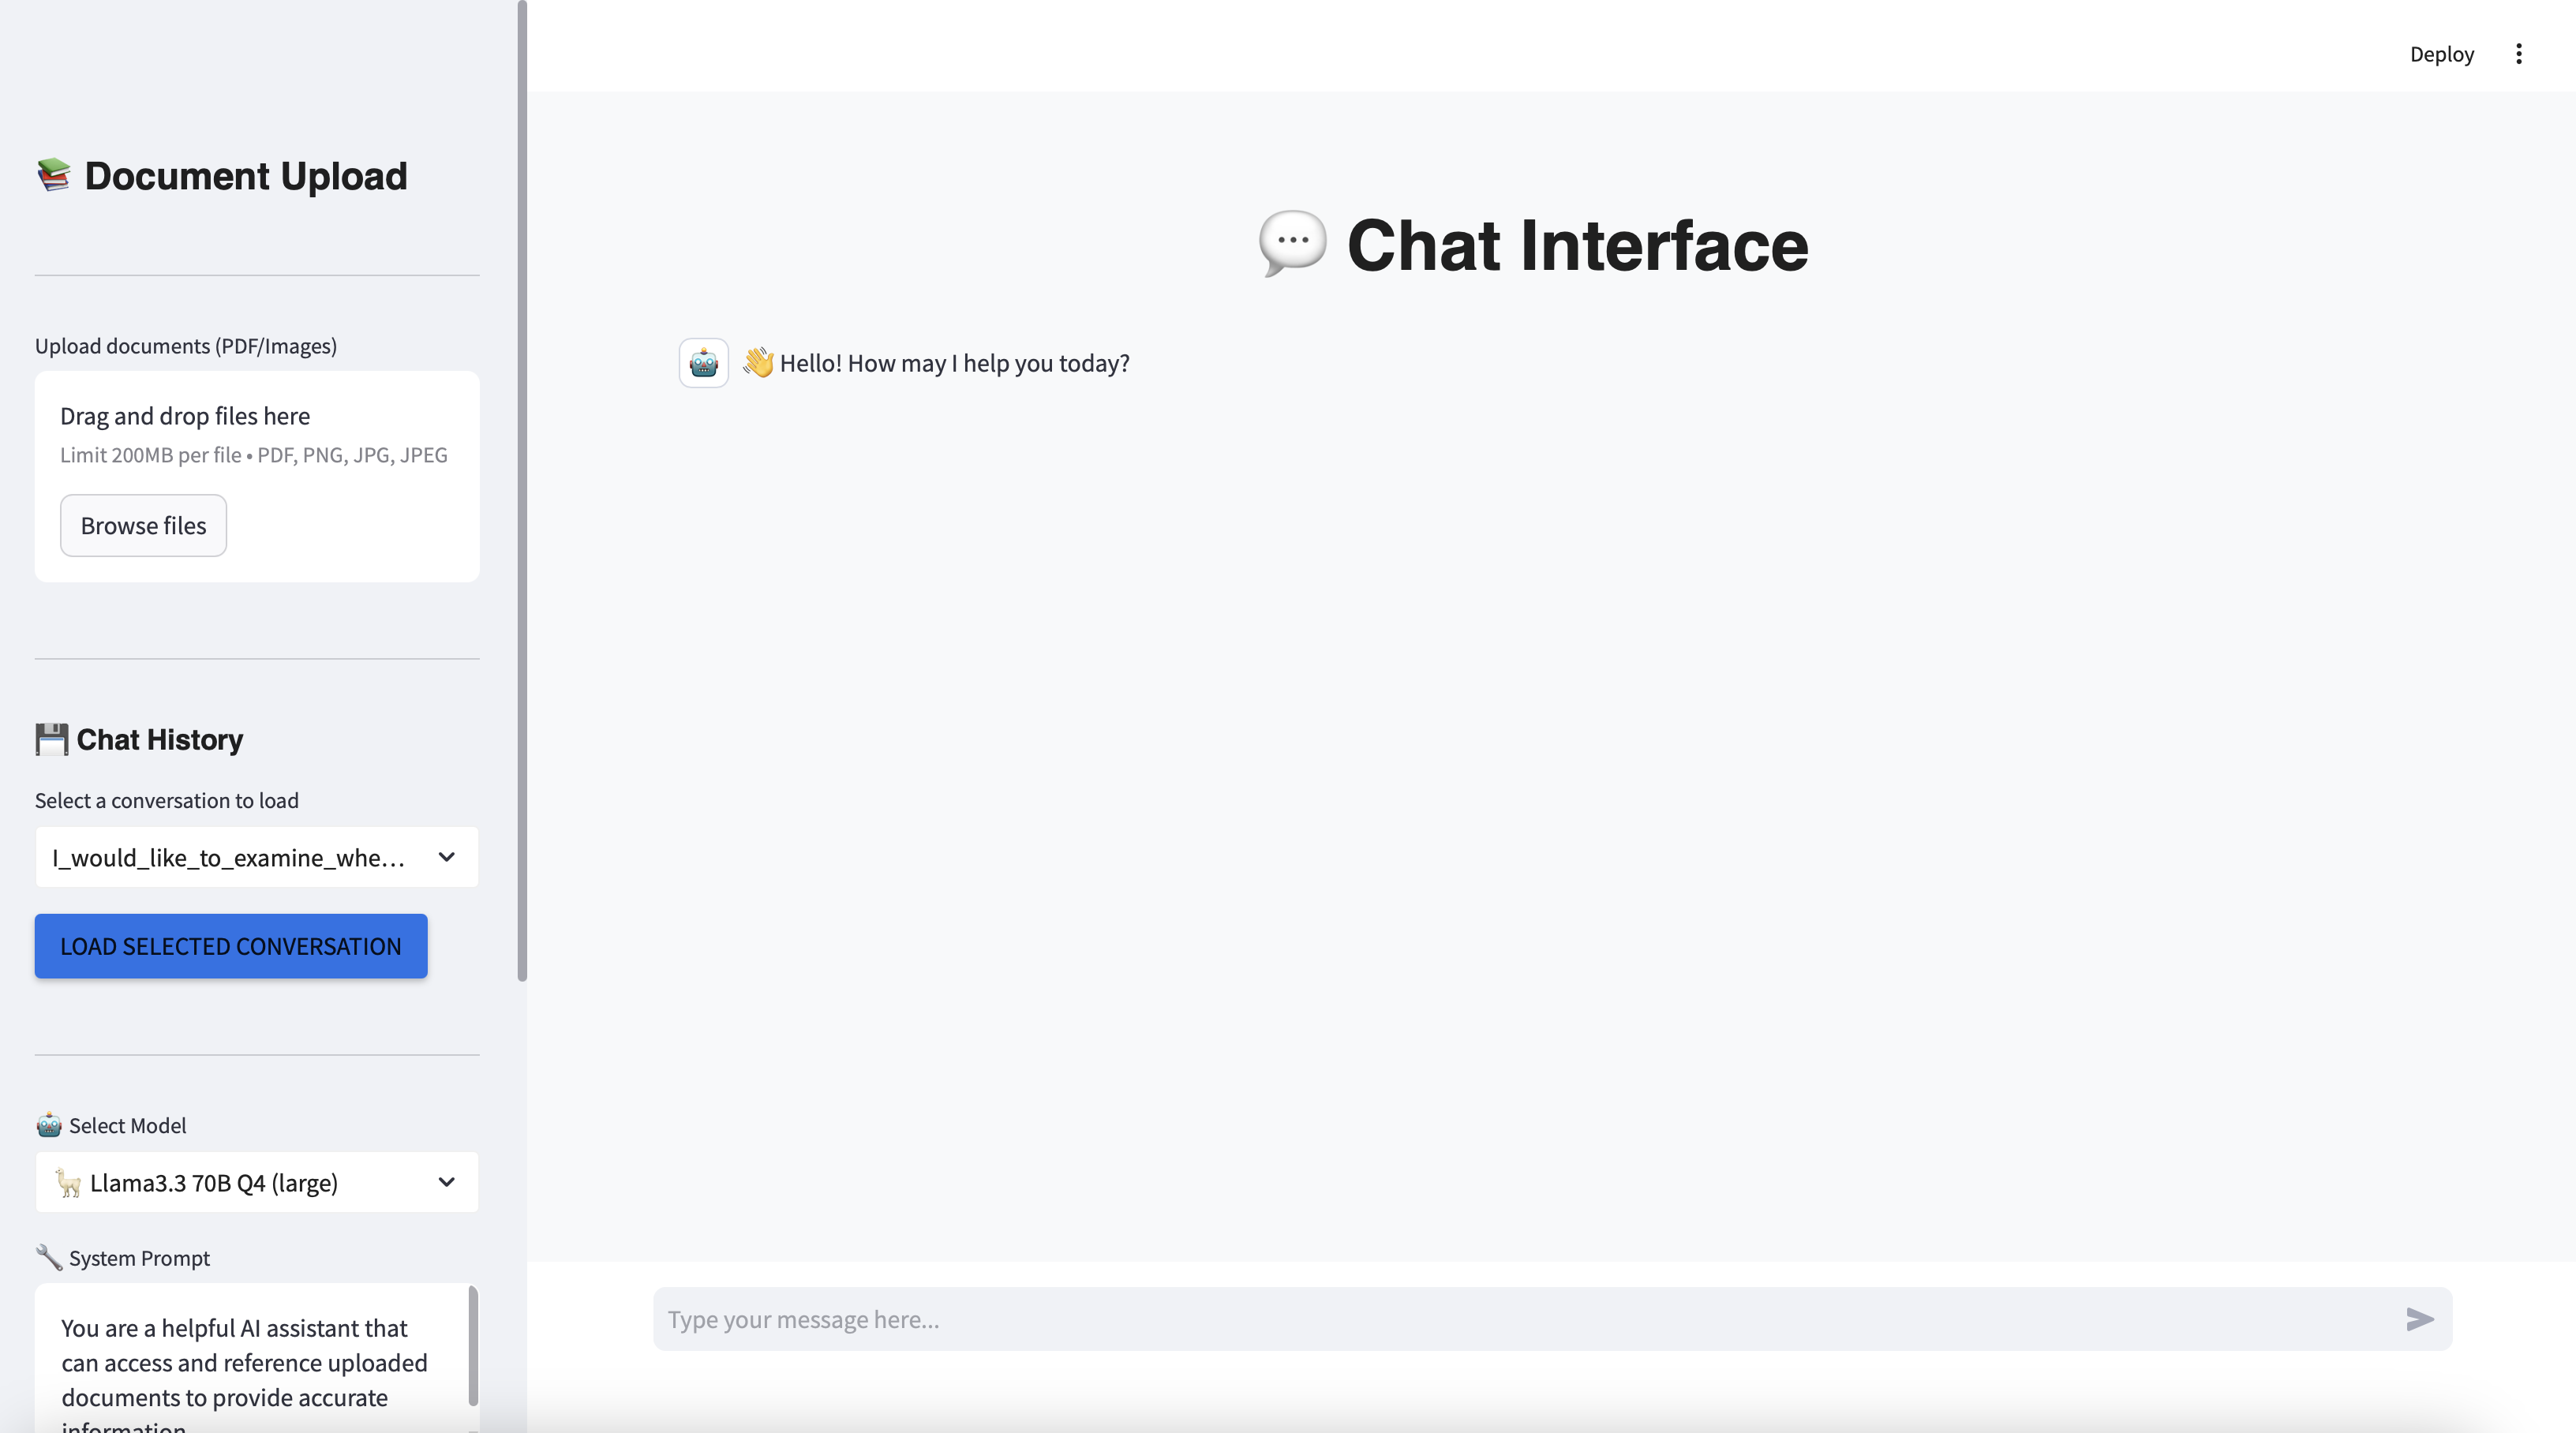 Deploy
📚 Document Upload
Upload documents (PDF/Images)
Drag and drop files here
Limit 200MB per file • PDF, PNG, JPG, JPEG
Browse files
💾 Chat History
Select a conversation to load
I_would_like_to_examine_whe...
LOAD SELECTED CONVERSATION
🤖 Select Model
🦙 Llama3.3 70B Q4 (large)
🔧 System Prompt
You are a helpful AI assistant that
can access and reference uploaded
documents to provide accurate
information
💬 Chat Interface
👋 Hello! How may I help you today?
Type your message here...